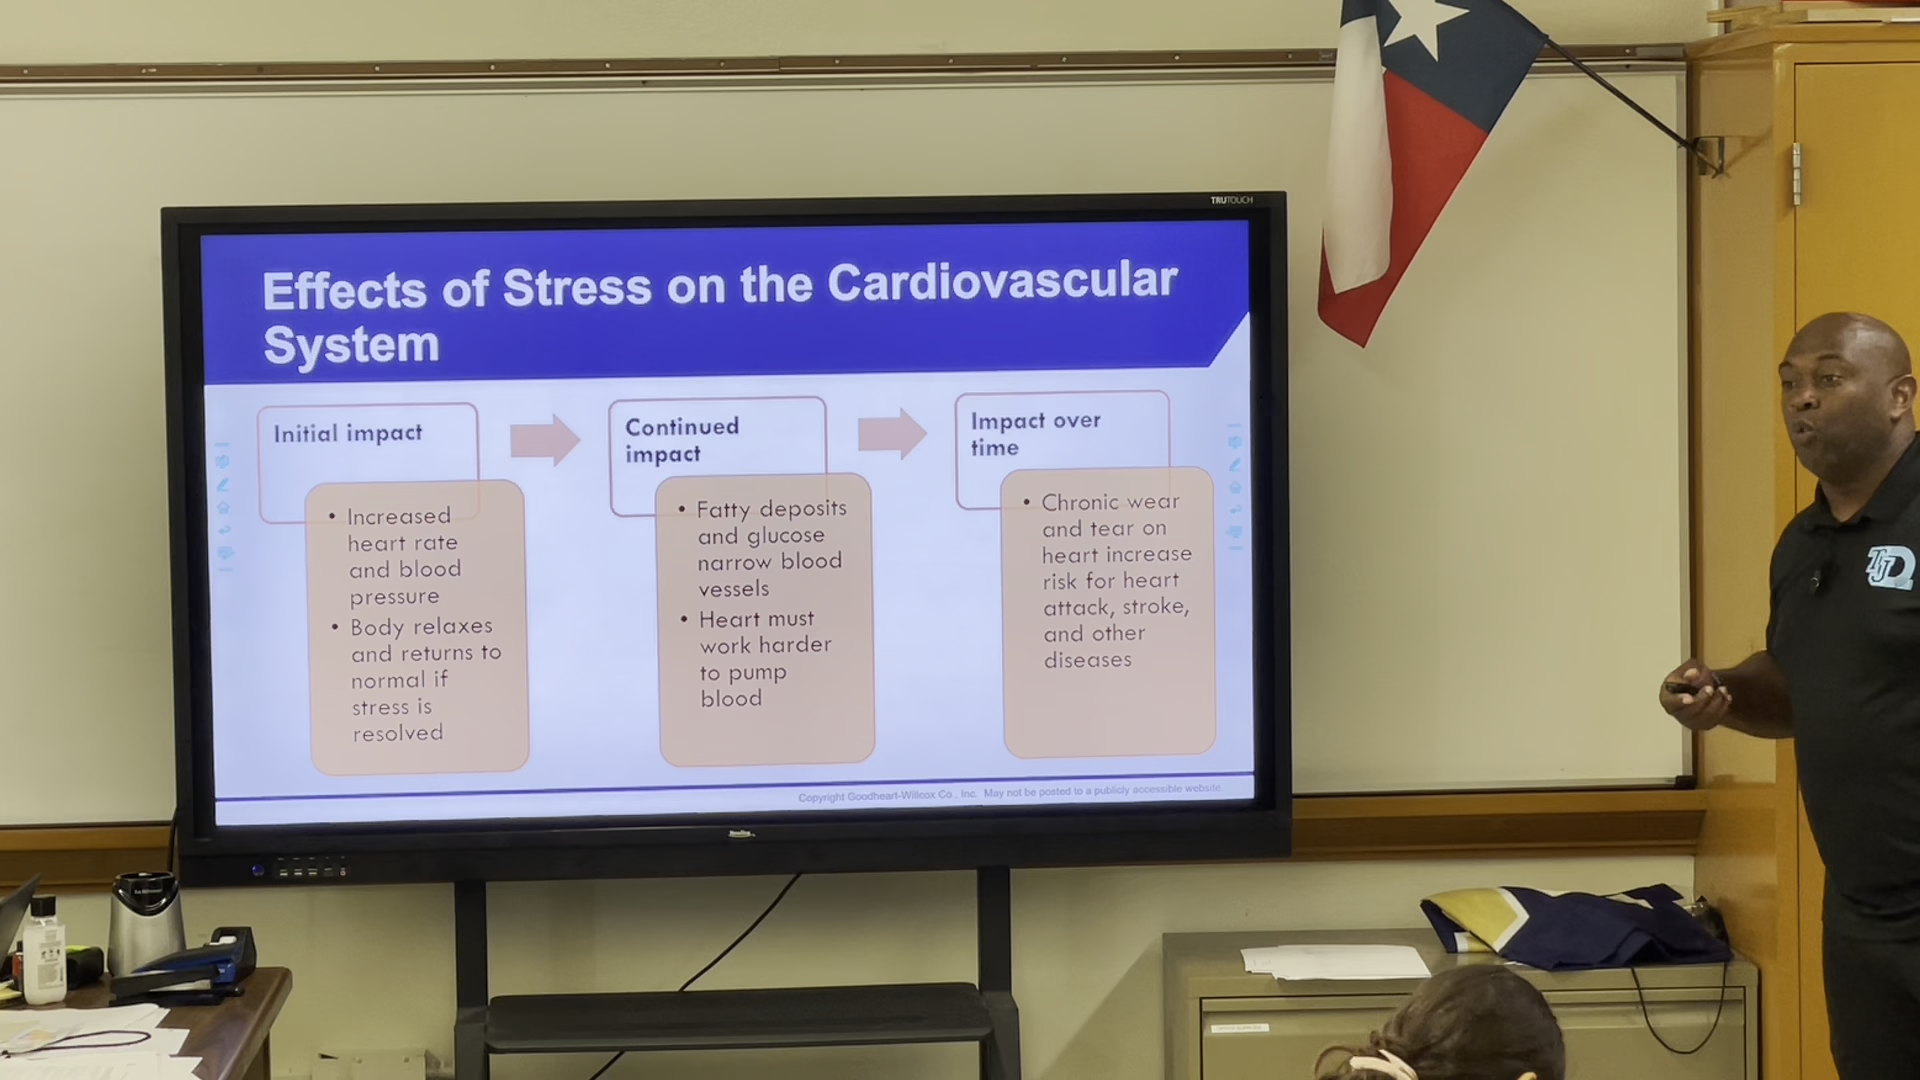 TRUTOUCH
Effects of Stress on the Cardiovascular
System
Initial impact
• Increased
heart rate
and blood
pressure
• Body relaxes
and returns to
normal if
stress is
resolved
Continued
impact
• Fatty deposits
and glucose
narrow blood
vessels
• Heart must
work harder
to pump
blood
Impact over
time
• Chronic wear
and tear on
heart increase
risk for heart
attack, stroke,
and other
diseases
Copyright Goodheart-Willcox Co., Inc. May not be posted to a publicly accessible website